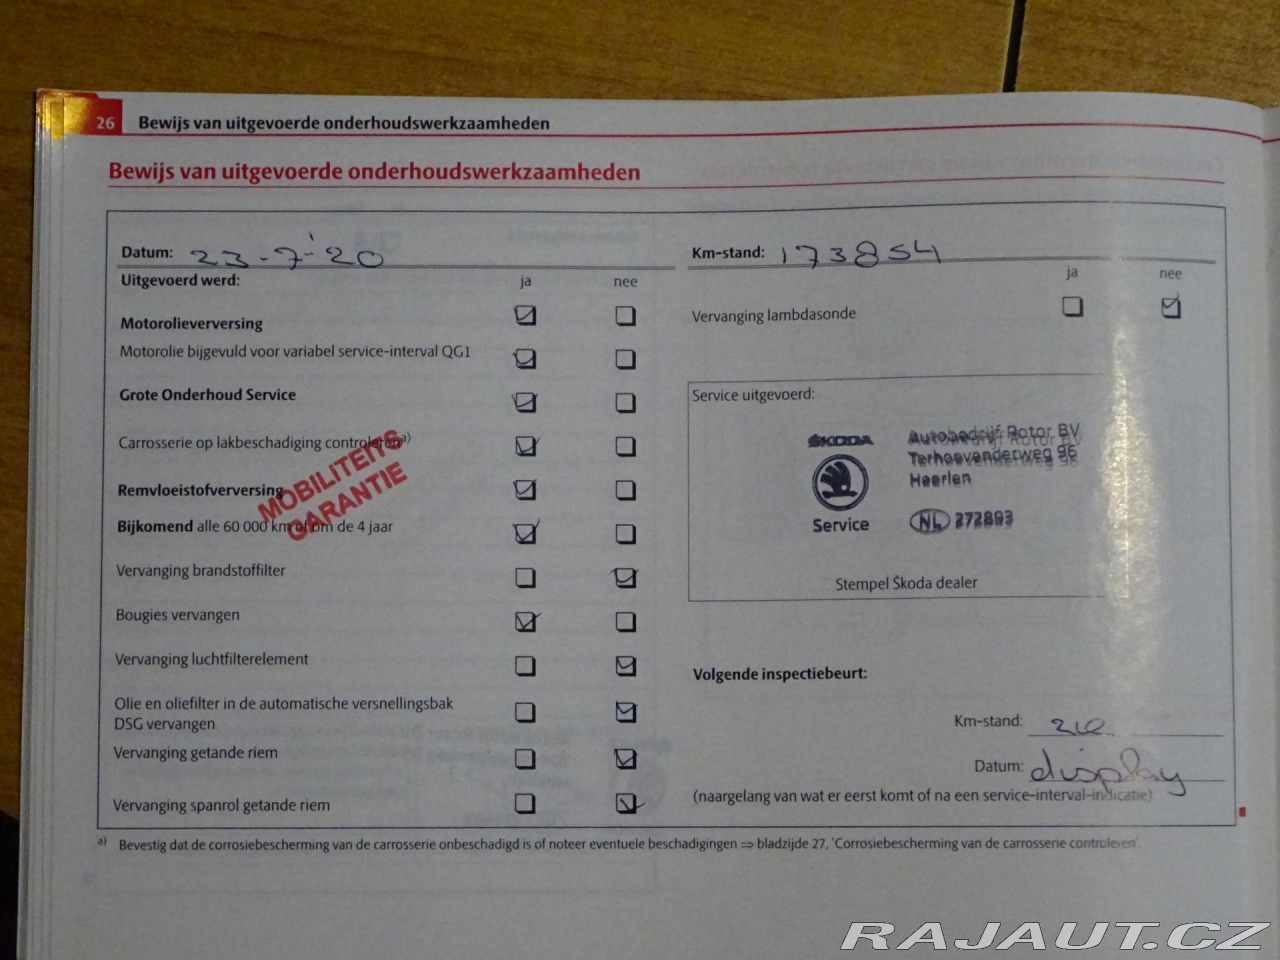 26 Bewijs van uitgevoerde onderhoudswerkzaamheden
Bewijs van uitgevoerde onderhoudswerkzaamheden
Datum: 23-7-'20
Uitgevoerd werd: ja nee
Motorolieverversing
Motorolie bijgevuld voor variabel service-interval QG1
Grote Onderhoud Service
Carrosserie op lakbeschadiging controleren a)
Remvloeistofverversing
Bijkomend alle 60 000 km of om de 4 jaar
MOBILITEITS
GARANTIE
Vervanging brandstoffilter
Bougies vervangen
Vervanging luchtfilterelement
Olie en oliefilter in de automatische versnellingsbak
DSG vervangen
Vervanging getande riem
Vervanging spanrol getande riem
Km-stand: 173854
ja nee
Vervanging lambdasonde
Service uitgevoerd:
ŠKODA
Service
Autobedrijf Rotor BV
Terhoevenderweg 96
Heerlen
NL 272893
Stempel Škoda dealer
Volgende inspectiebeurt:
Km-stand: zie
Datum: display
(naargelang van wat er eerst komt of na een service-interval-indicatie)
a) Bevestig dat de corrosiebescherming van de carrosserie onbeschadigd is of noteer eventuele beschadigingen ⇒ bladzijde 27, 'Corrosiebescherming van de carrosserie controleren'.
RAJAUT.CZ